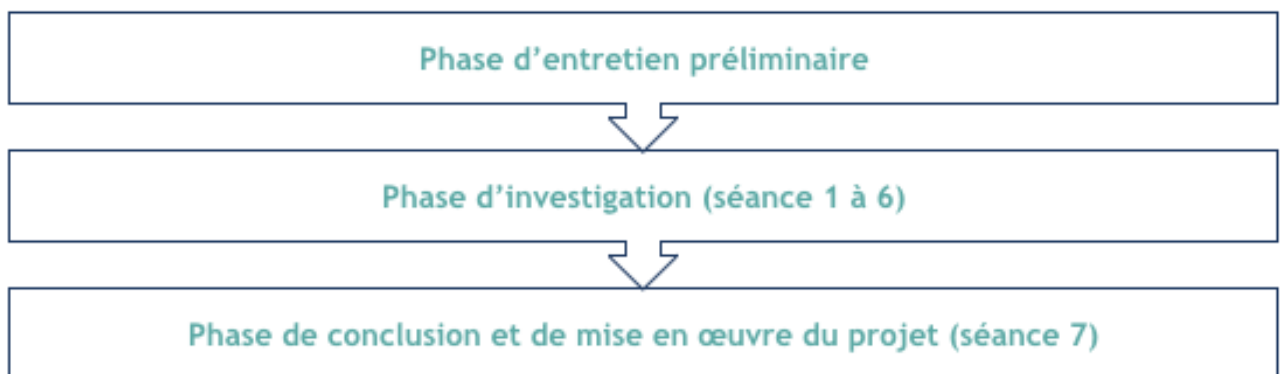 Phase d’entretien préliminaire
Phase d’investigation (séance 1 à 6)
Phase de conclusion et de mise en œuvre du projet (séance 7)